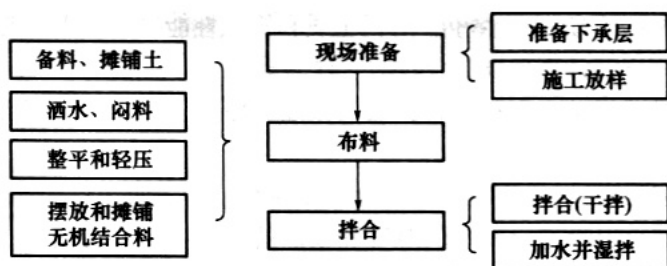 备料、摊铺土
洒水、闷料
整平和轻压
摆放和摊铺
无机结合料
现场准备
布料
拌合
准备下承层
施工放样
拌合(干拌)
加水并湿拌